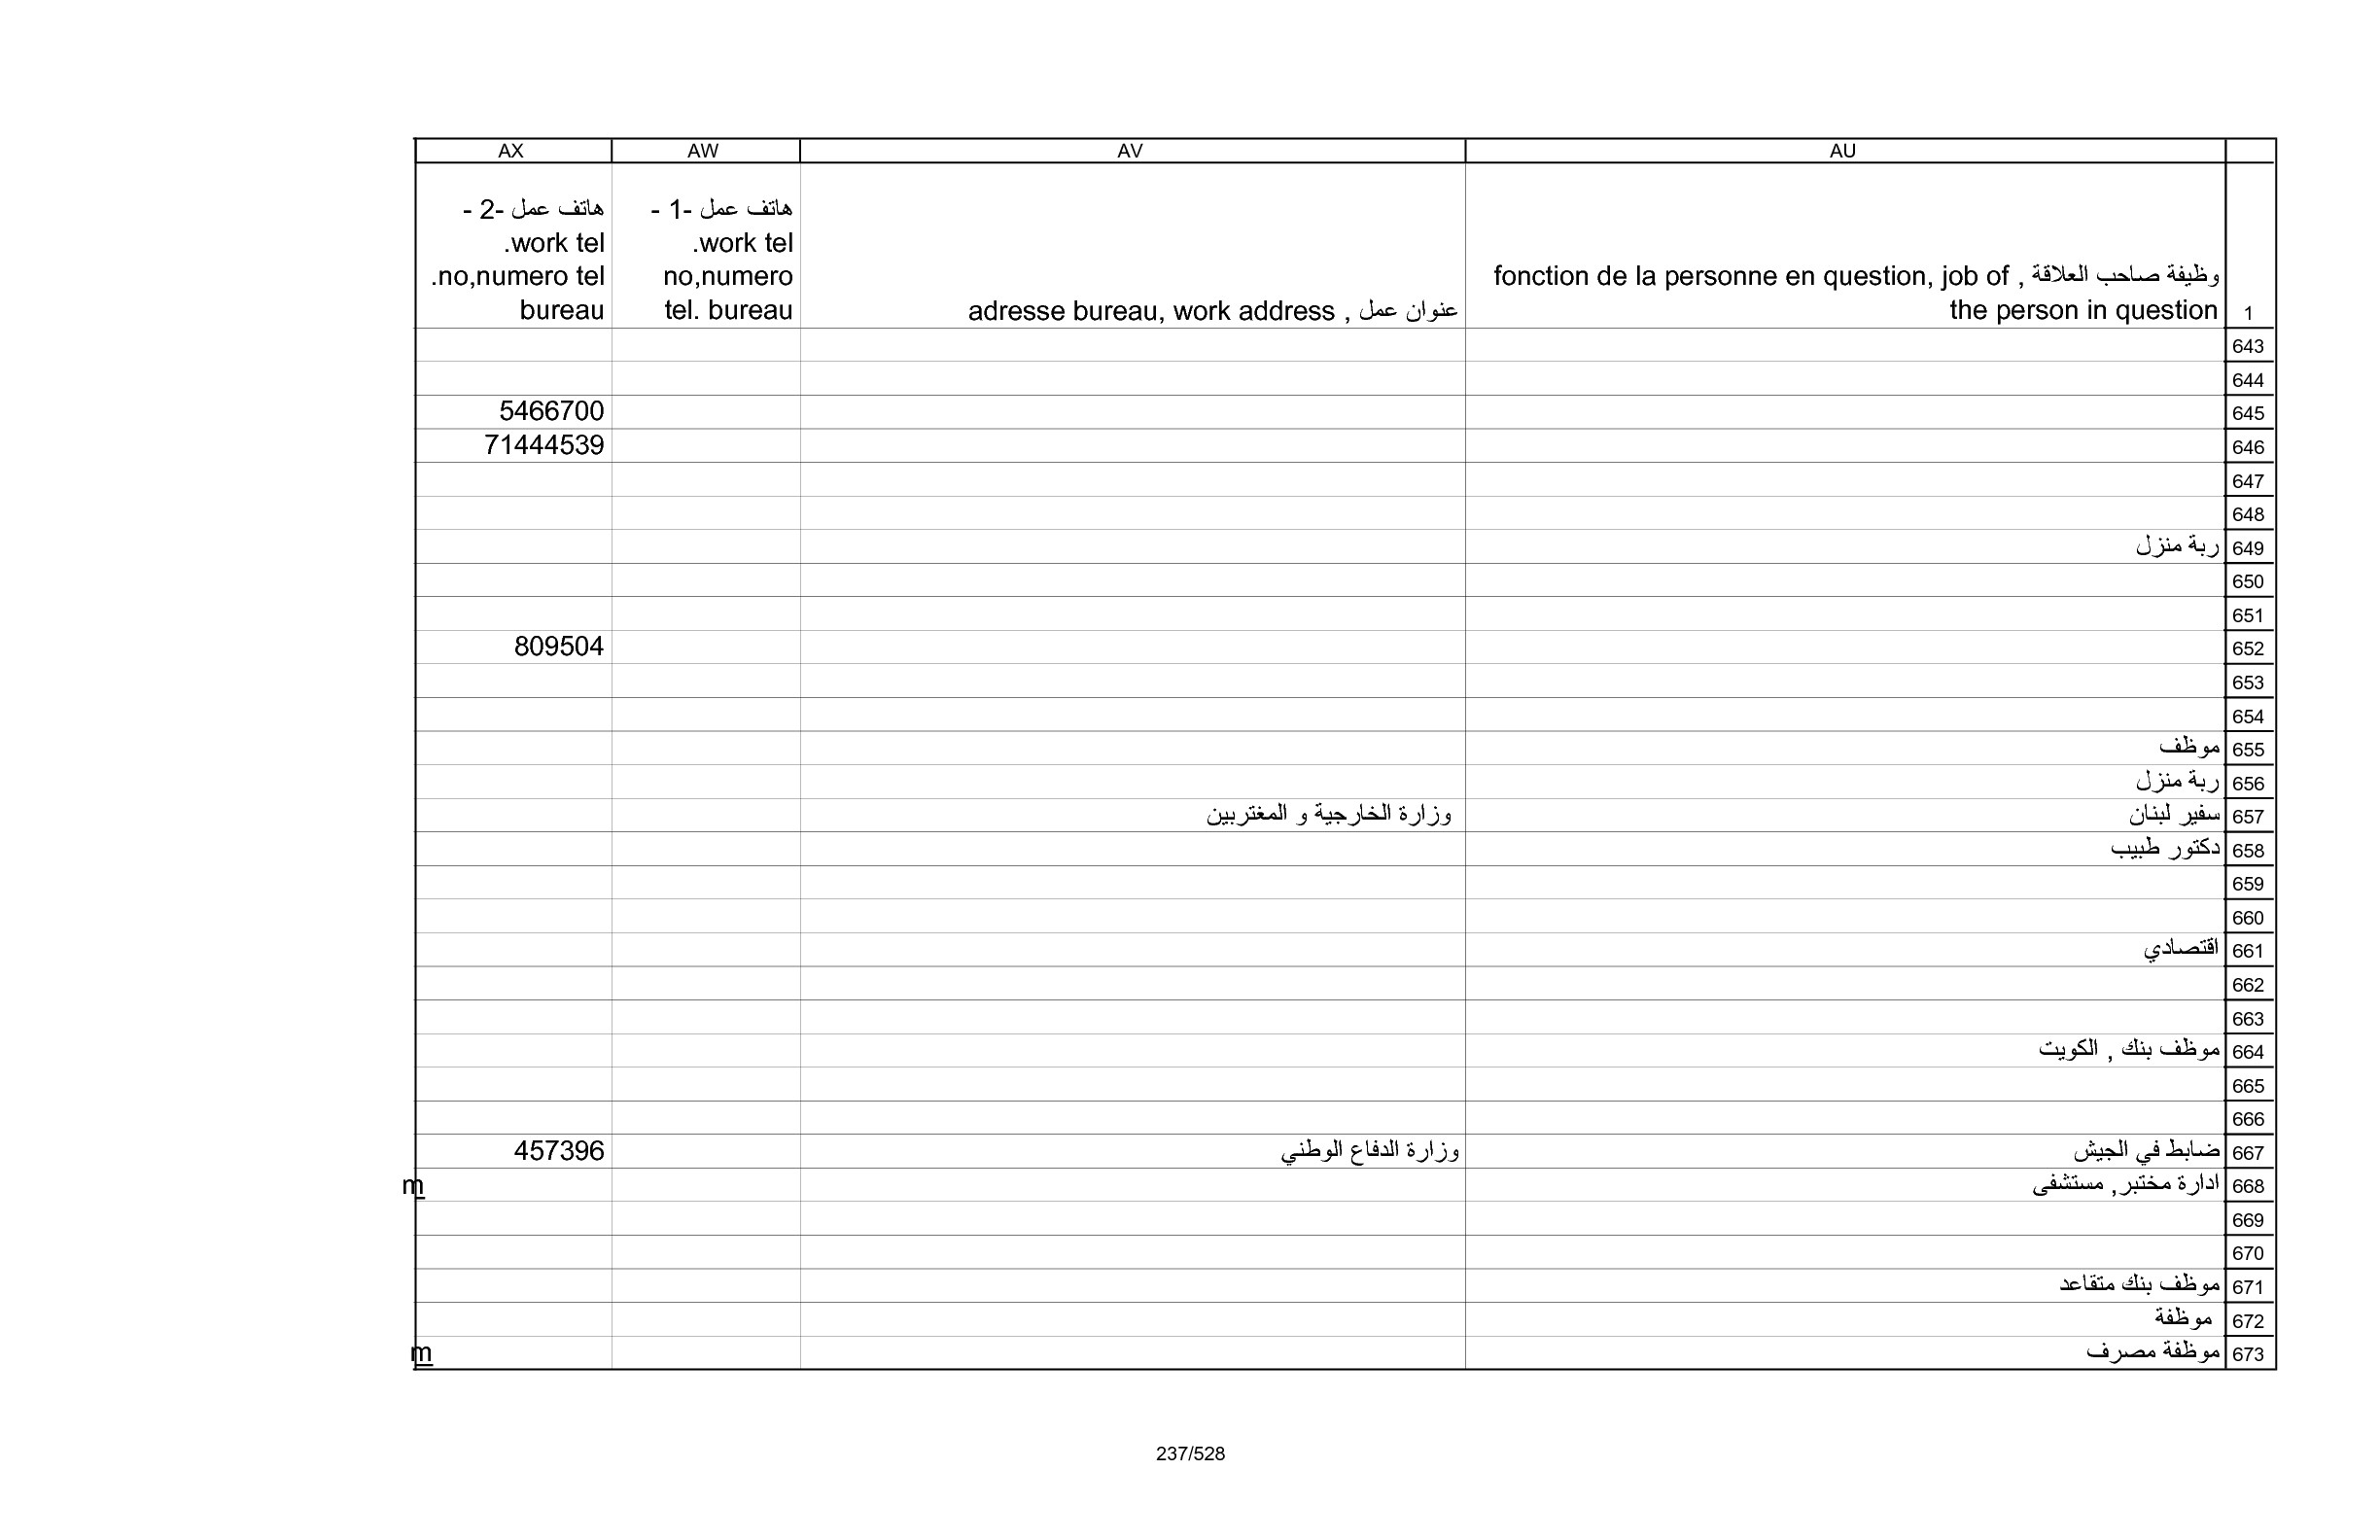 AU AV AW AX
1 وظيفة صاحب العلاقة , fonction de la personne en question, job of the person in question
عنوان عمل , adresse bureau, work address
هاتف عمل -1 -
work tel.
no,numero
tel. bureau
هاتف عمل -2 -
work tel.
no,numero tel.
bureau
643
644
645 5466700
646 71444539
647
648
649 ربة منزل
650
651
652 809504
653
654
655 موظف
656 ربة منزل
657 سفير لبنان وزارة الخارجية و المغتربين
658 دكتور طبيب
659
660
661 اقتصادي
662
663
664 موظف بنك , الكويت
665
666
667 ضابط في الجيش وزارة الدفاع الوطني 457396
668 ادارة مختبر, مستشفى m
669
670
671 موظف بنك متقاعد
672 موظفة
673 موظفة مصرف m
237/528